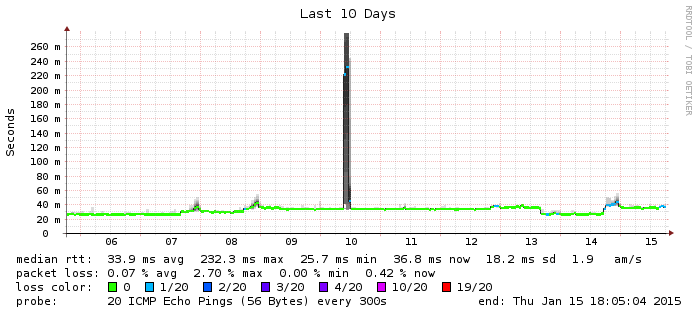 Last 10 Days
RRDTOOL / TOBI OETIKER
Seconds
260 m
240 m
220 m
200 m
180 m
160 m
140 m
120 m
100 m
80 m
60 m
40 m
20 m
0
06 07 08 09 10 11 12 13 14 15
median rtt: 33.9 ms avg 232.3 ms max 25.7 ms min 36.8 ms now 18.2 ms sd 1.9 am/s
packet loss: 0.07 % avg 2.70 % max 0.00 % min 0.42 % now
loss color: 0 1/20 2/20 3/20 4/20 10/20 19/20
probe: 20 ICMP Echo Pings (56 Bytes) every 300s end: Thu Jan 15 18:05:04 2015